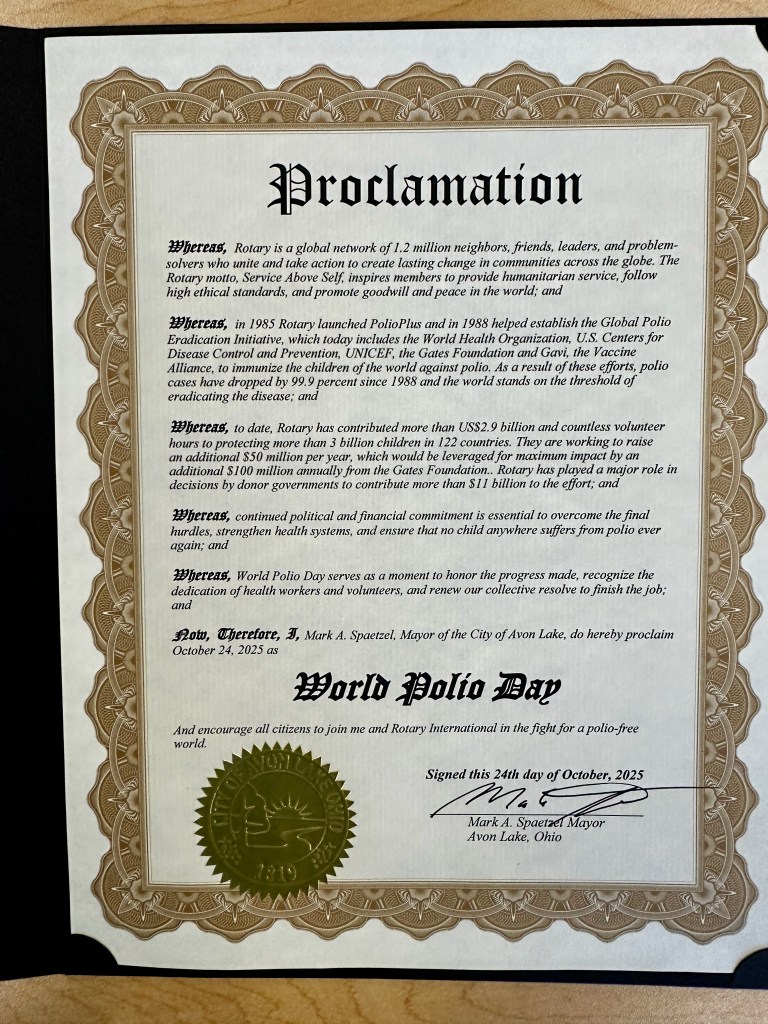 Proclamation
Whereas, Rotary is a global network of 1.2 million neighbors, friends, leaders, and problem-
solvers who unite and take action to create lasting change in communities across the globe. The
Rotary motto, Service Above Self, inspires members to provide humanitarian service, follow
high ethical standards, and promote goodwill and peace in the world; and
Whereas, in 1985 Rotary launched PolioPlus and in 1988 helped establish the Global Polio
Eradication Initiative, which today includes the World Health Organization, U.S. Centers for
Disease Control and Prevention, UNICEF, the Gates Foundation and Gavi, the Vaccine
Alliance, to immunize the children of the world against polio. As a result of these efforts, polio
cases have dropped by 99.9 percent since 1988 and the world stands on the threshold of
eradicating the disease; and
Whereas, to date, Rotary has contributed more than US$2.9 billion and countless volunteer
hours to protecting more than 3 billion children in 122 countries. They are working to raise
an additional $50 million per year, which would be leveraged for maximum impact by an
additional $100 million annually from the Gates Foundation.. Rotary has played a major role in
decisions by donor governments to contribute more than $11 billion to the effort; and
Whereas, continued political and financial commitment is essential to overcome the final
hurdles, strengthen health systems, and ensure that no child anywhere suffers from polio ever
again; and
Whereas, World Polio Day serves as a moment to honor the progress made, recognize the
dedication of health workers and volunteers, and renew our collective resolve to finish the job;
and
Now, Therefore, I, Mark A. Spaetzel, Mayor of the City of Avon Lake, do hereby proclaim
October 24, 2025 as
World Polio Day
And encourage all citizens to join me and Rotary International in the fight for a polio-free
world.
Signed this 24th day of October, 2025
Mark A. Spaetzel Mayor
Avon Lake, Ohio
CITY OF AVON LAKE OHIO
1819